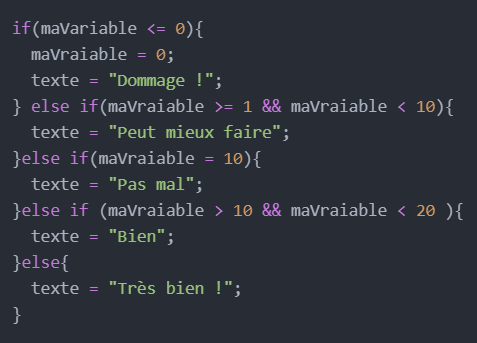 if(maVariable <= 0){
  maVraiable = 0;
  texte = "Dommage !";
} else if(maVraiable >= 1 && maVraiable < 10){
  texte = "Peut mieux faire";
}else if(maVraiable = 10){
  texte = "Pas mal";
}else if (maVraiable > 10 && maVraiable < 20 ){
  texte = "Bien";
}else{
  texte = "Très bien !";
}